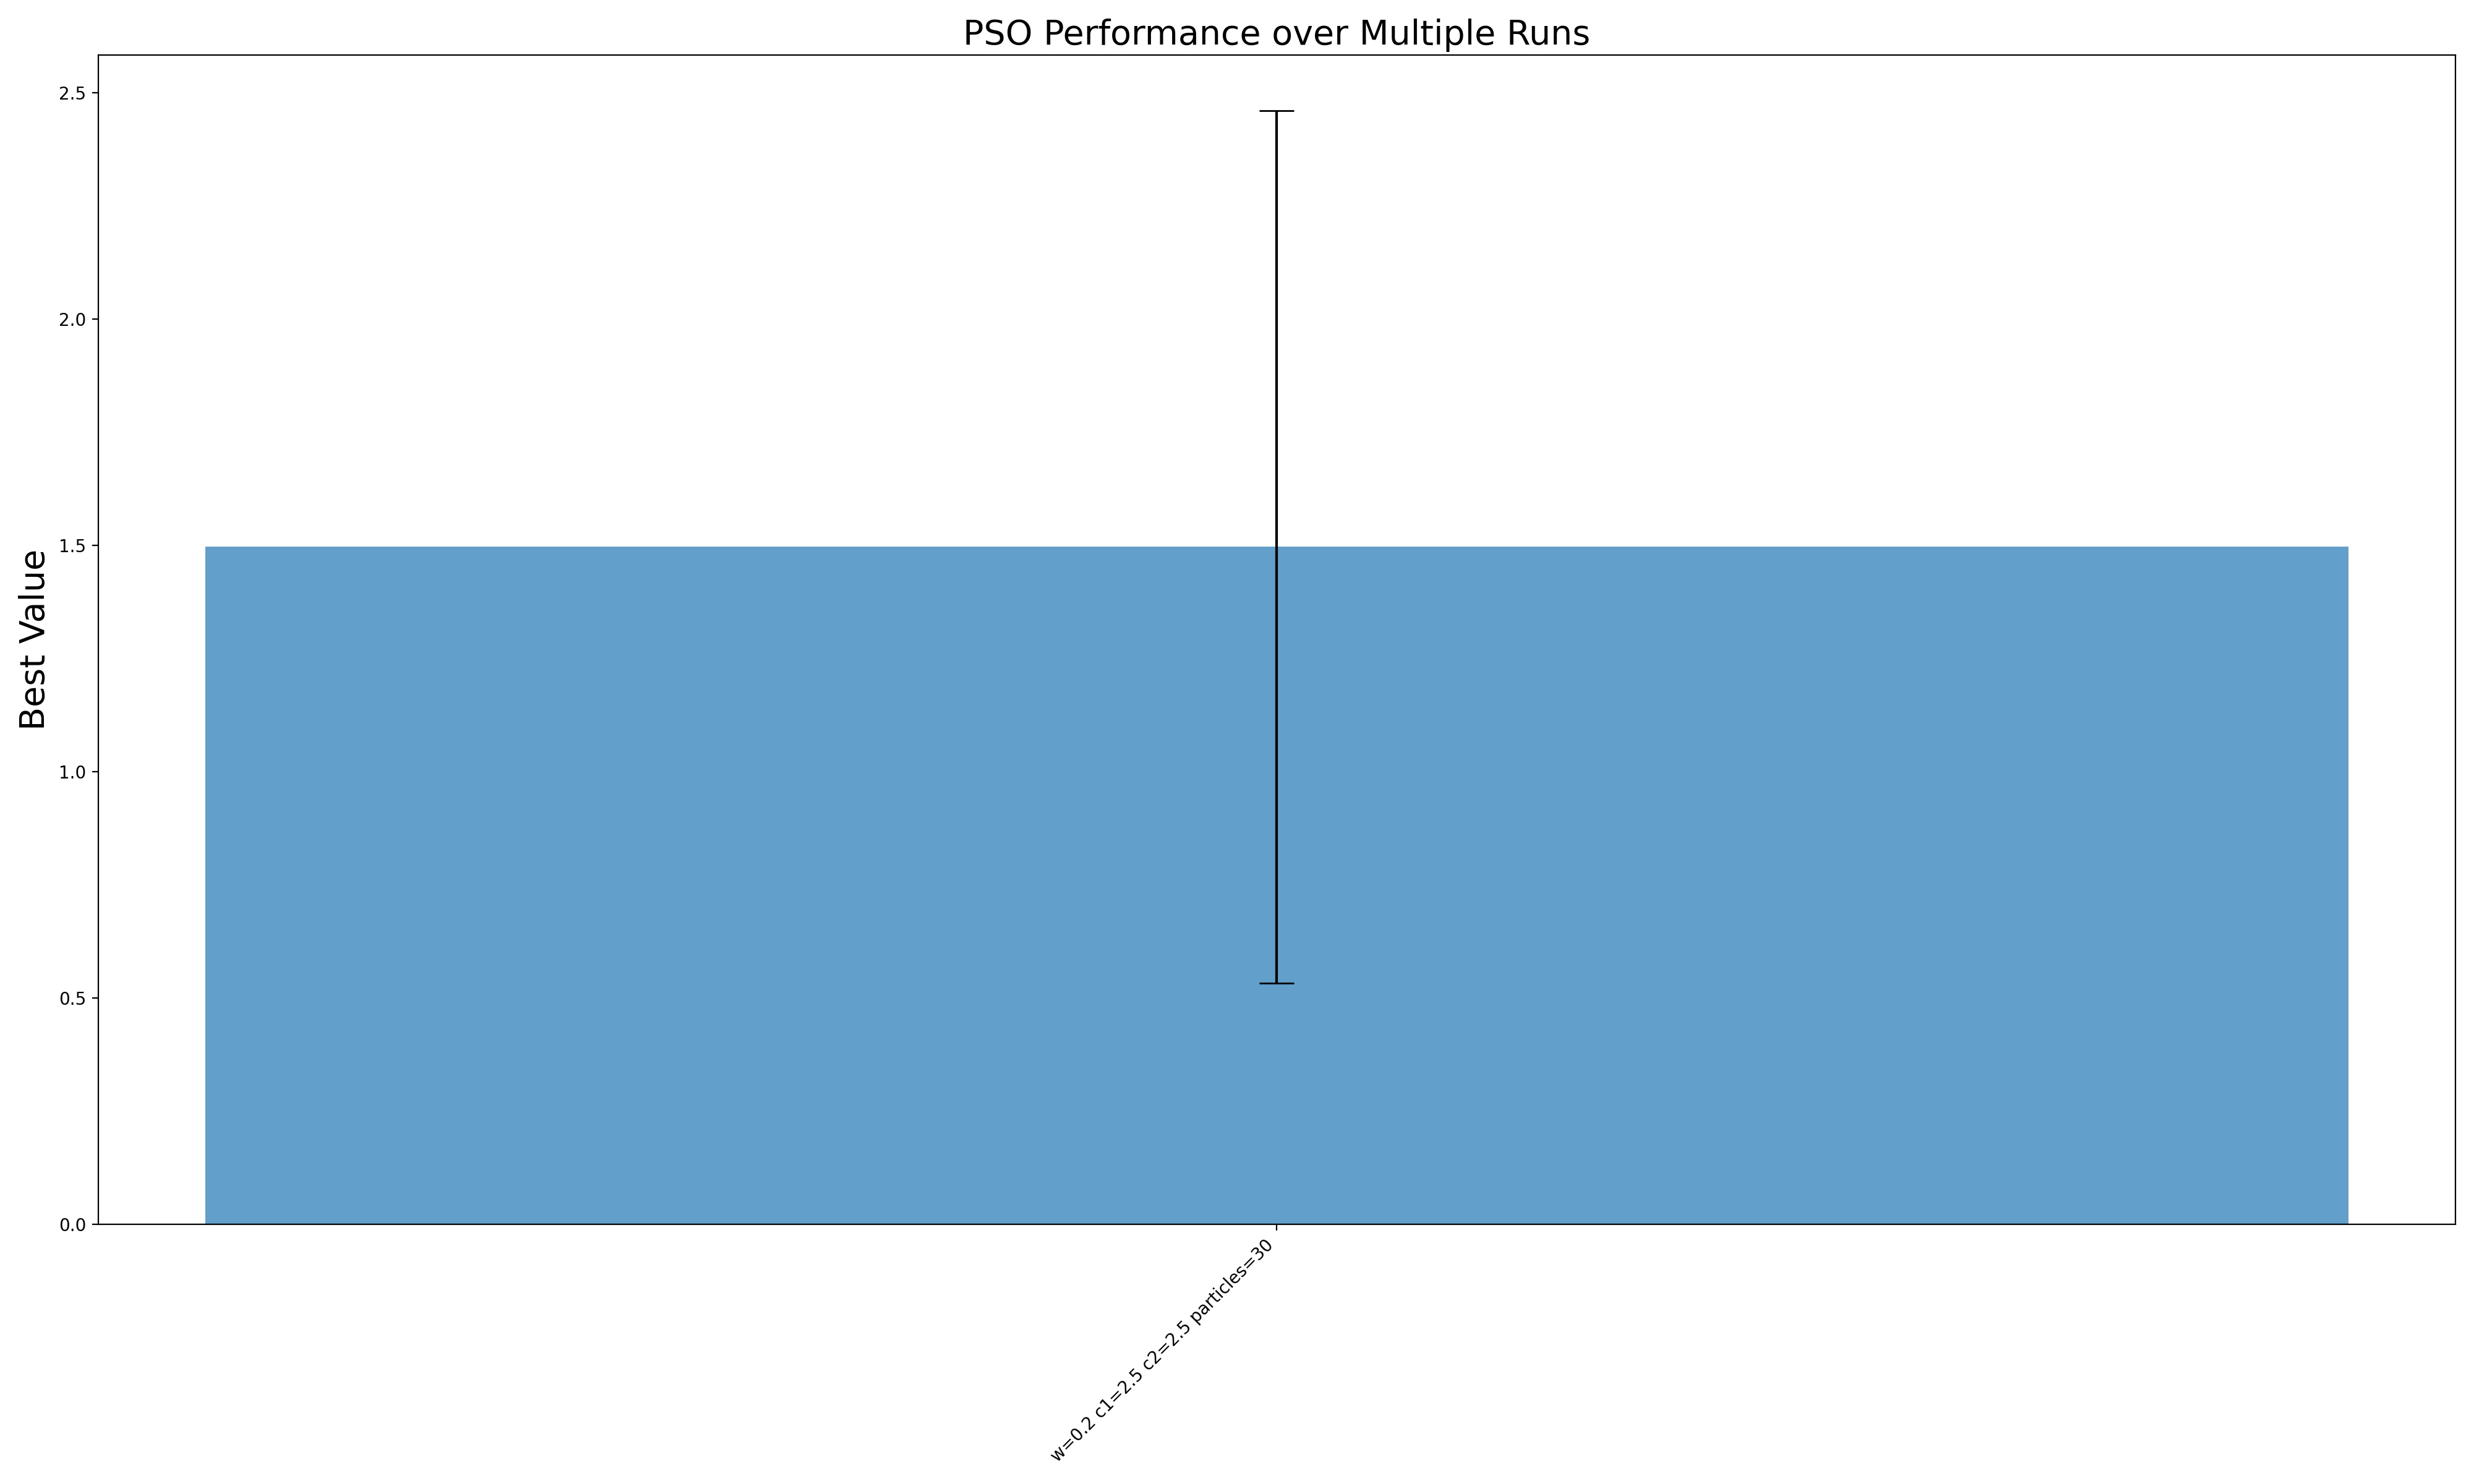 PSO Performance over Multiple Runs
Best Value
2.5
2.0
1.5
1.0
0.5
0.0
w=0.2 c1=2.5 c2=2.5 particles=30